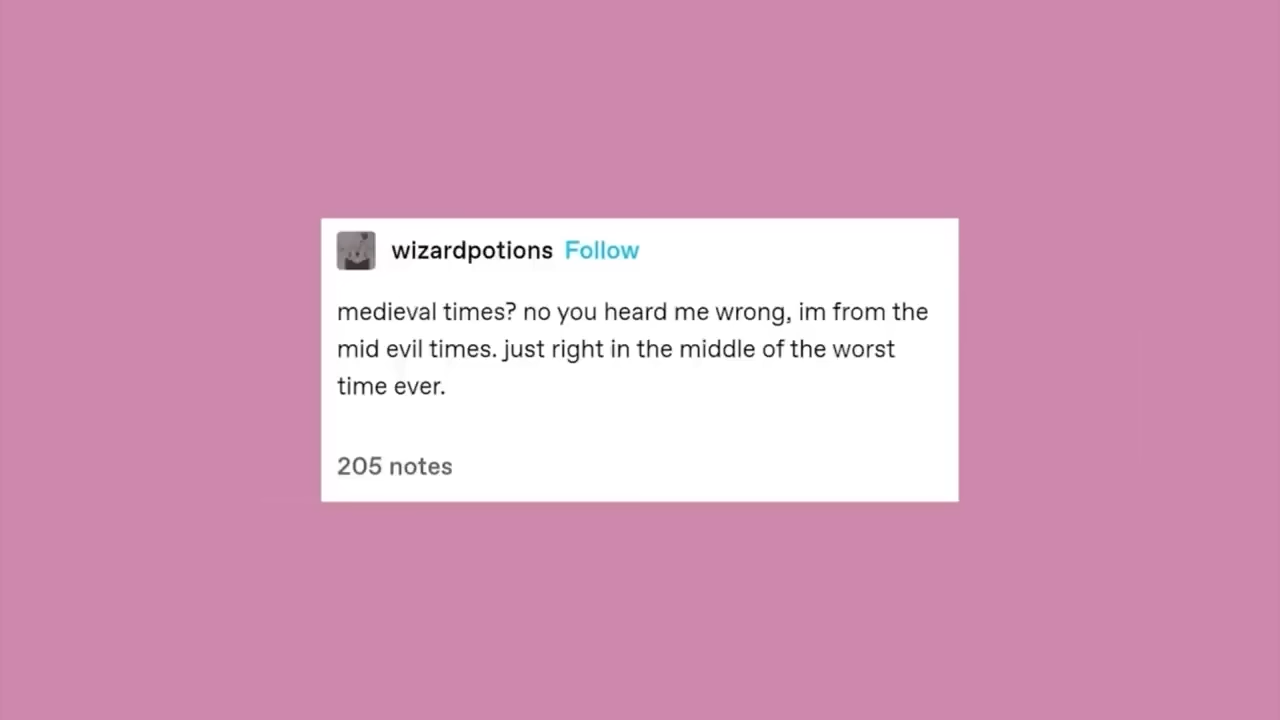 wizardpotions Follow
medieval times? no you heard me wrong, im from the
mid evil times. just right in the middle of the worst
time ever.
205 notes